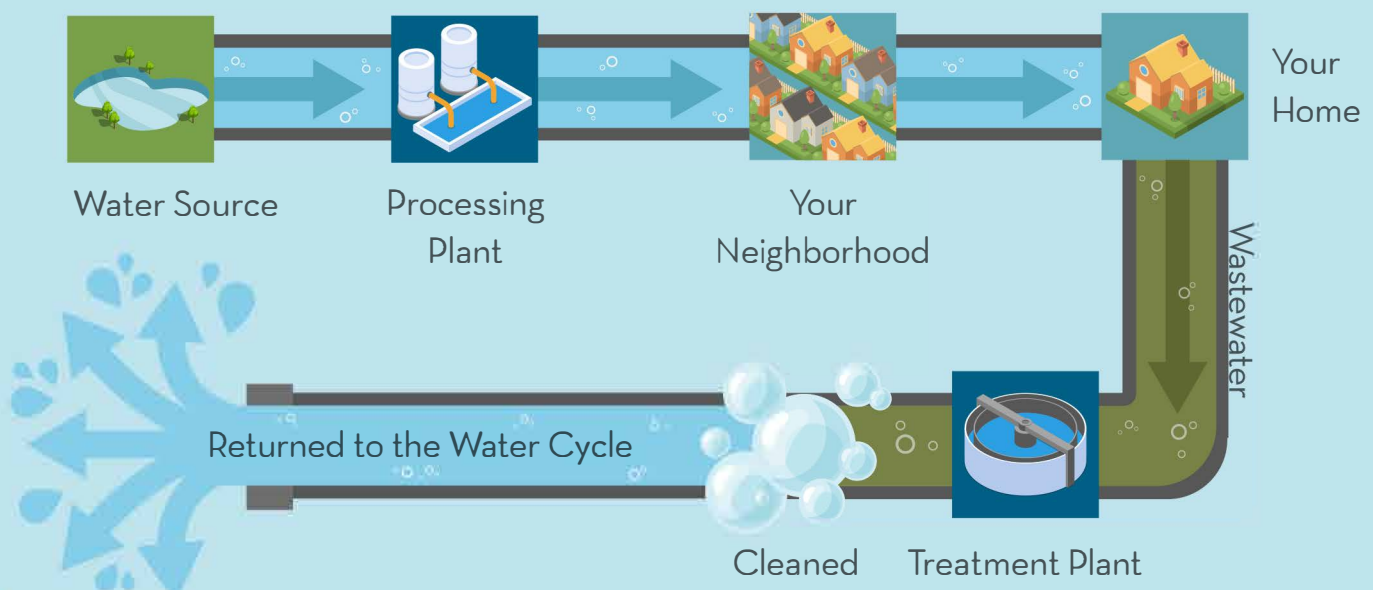 Water Source
Processing
Plant
Your
Neighborhood
Your
Home
Wastewater
Treatment Plant
Cleaned
Returned to the Water Cycle